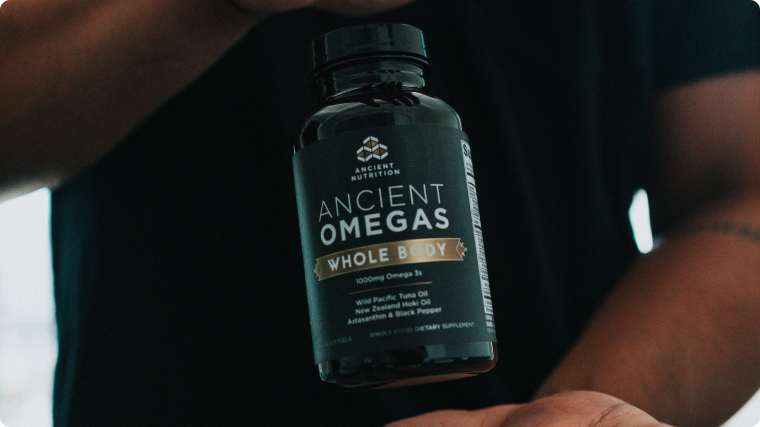 ANCIENT
NUTRITION
ANCIENT
OMEGAS
WHOLE BODY
1000mg Omega 3s
Wild Pacific Tuna Oil
New Zealand Hoki Oil
Astaxanthin & Black Pepper
WHOLE FOOD DIETARY SUPPLEMENT